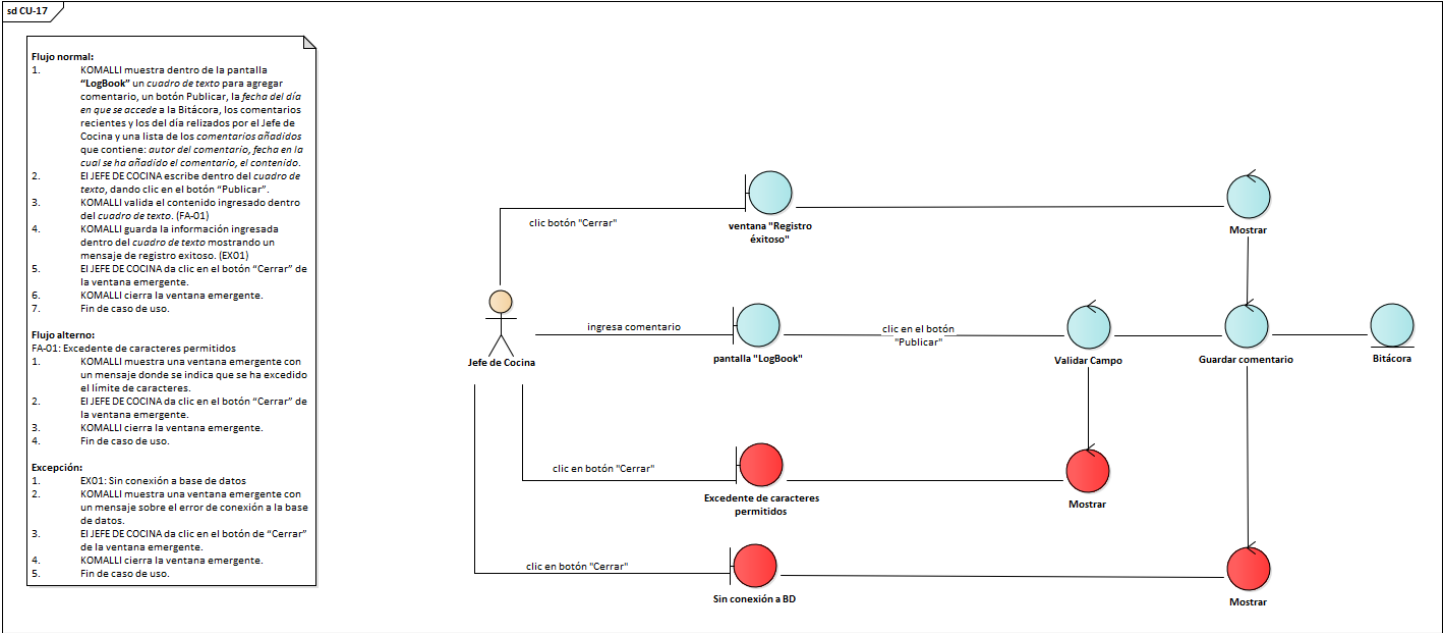 sd CU-17
Flujo normal:
1. KOMALLI muestra dentro de la pantalla
"LogBook" un cuadro de texto para agregar
comentario, un botón Publicar, la fecha del día
en que se accede a la Bitácora, los comentarios
recientes y los del día relizados por el Jefe de
Cocina y una lista de los comentarios añadidos
que contiene: autor del comentario, fecha en la
cual se ha añadido el comentario, el contenido.
2. El JEFE DE COCINA escribe dentro del cuadro de
texto, dando clic en el botón "Publicar".
3. KOMALLI valida el contenido ingresado dentro
del cuadro de texto. (FA-01)
4. KOMALLI guarda la información ingresada
dentro del cuadro de texto mostrando un
mensaje de registro exitoso. (EX01)
5. El JEFE DE COCINA da clic en el botón "Cerrar" de
la ventana emergente.
6. KOMALLI cierra la ventana emergente.
7. Fin de caso de uso.
Flujo alterno:
FA-01: Excedente de caracteres permitidos
1. KOMALLI muestra una ventana emergente con
un mensaje donde se indica que se ha excedido
el límite de caracteres.
2. El JEFE DE COCINA da clic en el botón "Cerrar" de
la ventana emergente.
3. KOMALLI cierra la ventana emergente.
4. Fin de caso de uso.
Excepción:
1. EX01: Sin conexión a base de datos
2. KOMALLI muestra una ventana emergente con
un mensaje sobre el error de conexión a la base
de datos.
3. El JEFE DE COCINA da clic en el botón de "Cerrar"
de la ventana emergente.
4. KOMALLI cierra la ventana emergente.
5. Fin de caso de uso.
clic botón "Cerrar"
ventana "Registro
éxitoso"
Mostrar
Jefe de Cocina
ingresa comentario
pantalla "LogBook"
clic en el botón
"Publicar"
Validar Campo
Guardar comentario
Bitácora
clic en botón "Cerrar"
Excedente de caracteres
permitidos
Mostrar
clic en botón "Cerrar"
Sin conexión a BD
Mostrar